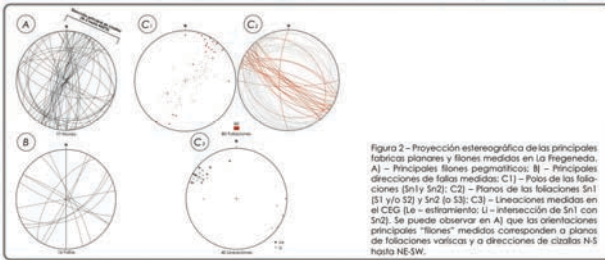 A
C1
C2
B
C3
Figura 2 – Proyección estereográfica de las principales
fabricas planares y filones medidos en La Fregeneda.
A) – Principales filones pegmatíticos; B) – Principales
direcciones de fallas medidas; C1) – Polos de las folia-
ciones (Sn1y Sn2); C2) – Planos de las foliaciones Sn1
(S1 y/o S2) y Sn2 (o S3); C3) – Lineaciones medidas en
el CEG (Le – estiramiento; Li – intersección de Sn1 con
Sn2). Se puede observar en A) que las orientaciones
principales "filones" medidos corresponden a planos
de foliaciones variscas y a direcciones de cizallas N-S
hasta NE-SW.